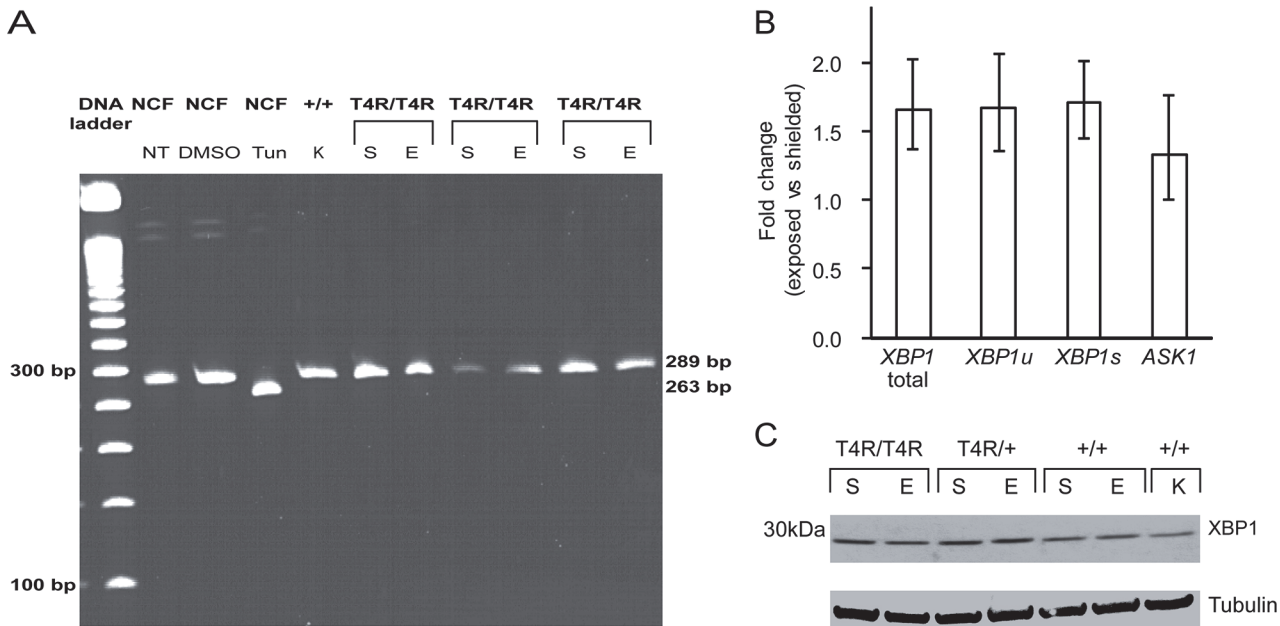 A
DNA NCF NCF NCF +/+ T4R/T4R T4R/T4R T4R/T4R
ladder
NT DMSO Tun K S E S E S E
300 bp
289 bp
263 bp
100 bp
B
Fold change
(exposed vs shielded)
2.0
1.5
1.0
0.5
0.0
XBP1 XBP1u XBP1s ASK1
total
C
T4R/T4R T4R/+ +/+ +/+
S E S E S E K
30kDa XBP1
Tubulin